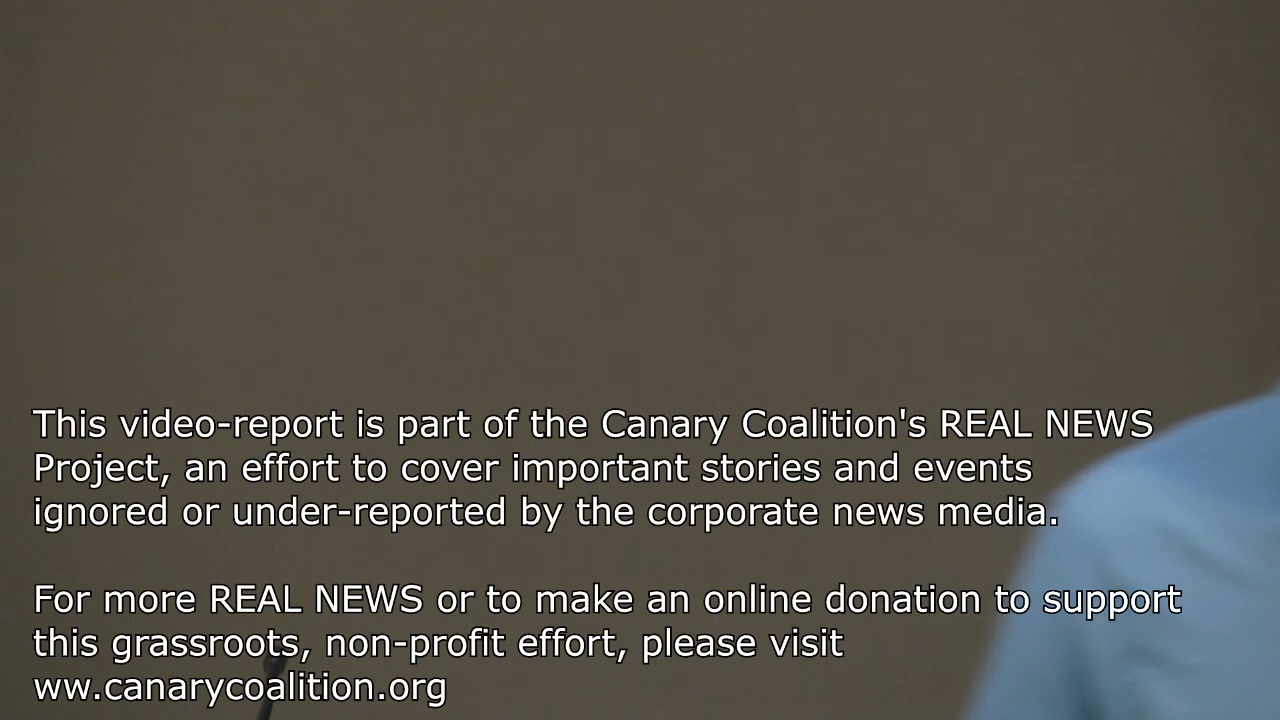 This video-report is part of the Canary Coalition's REAL NEWS
Project, an effort to cover important stories and events
ignored or under-reported by the corporate news media.
For more REAL NEWS or to make an online donation to support
this grassroots, non-profit effort, please visit
ww.canarycoalition.org